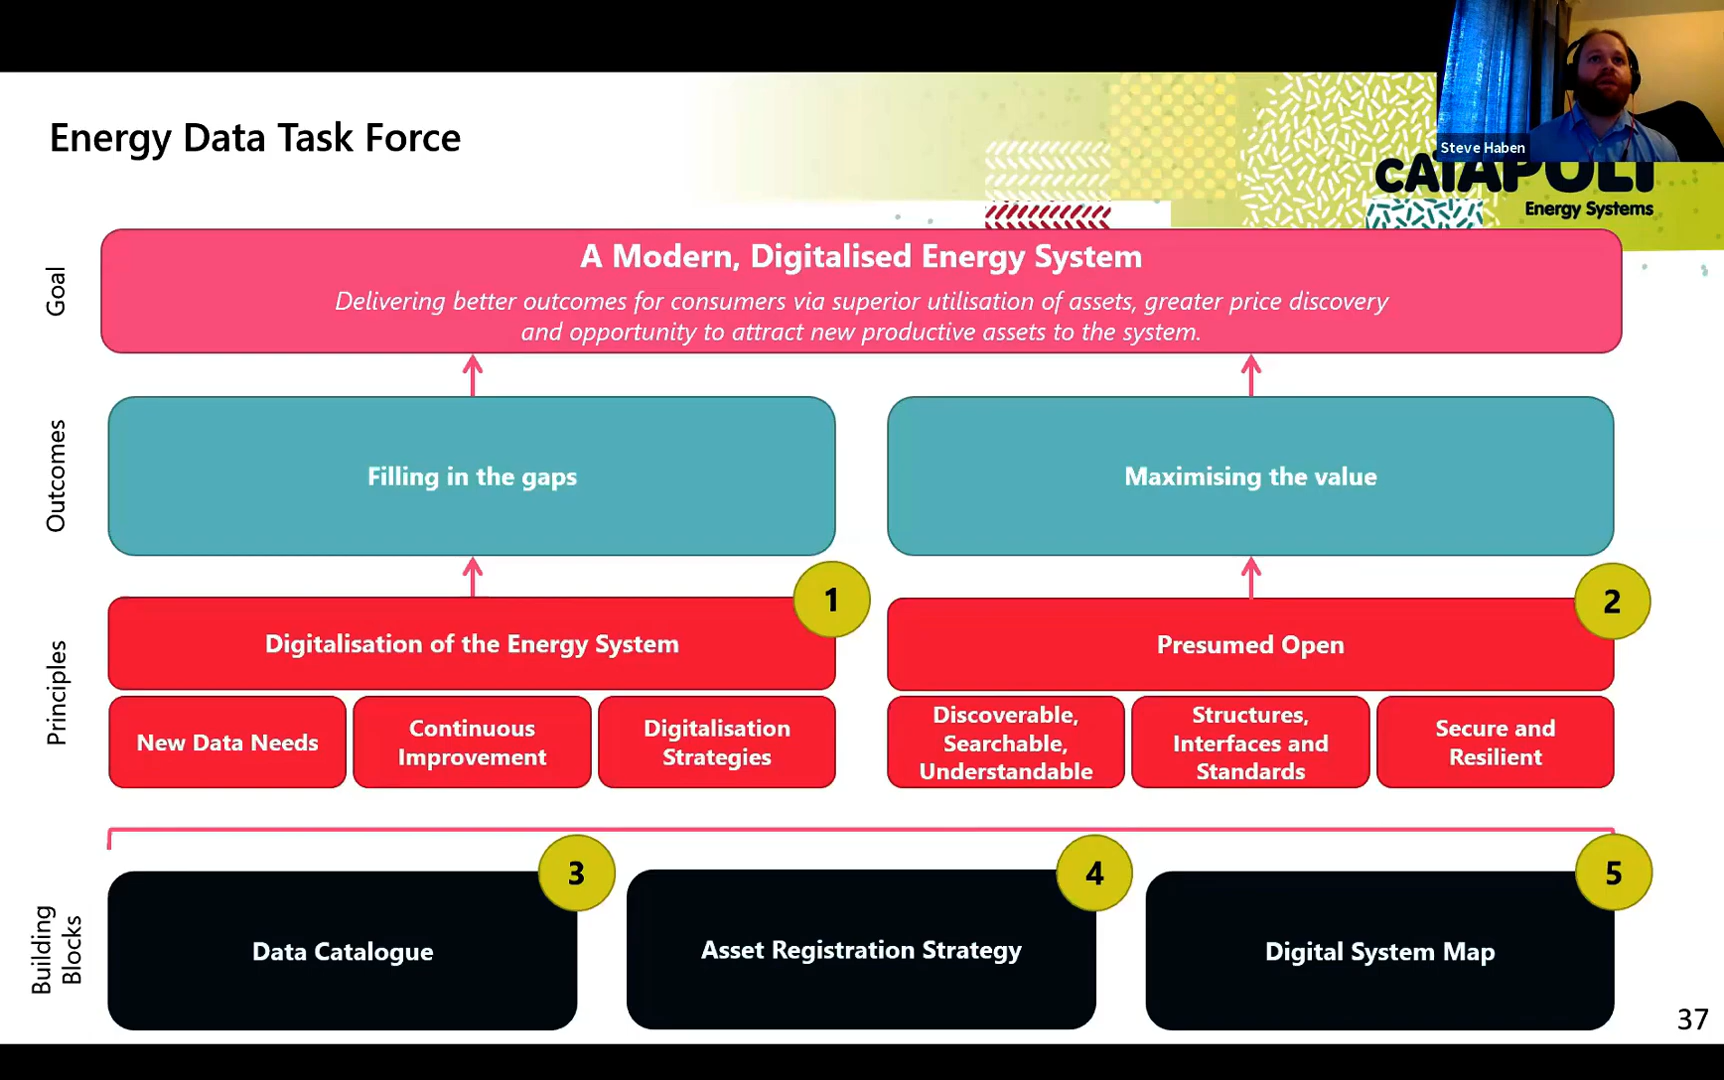 Steve Haben
Energy Data Task Force
CATAPULT
Energy Systems
Goal
A Modern, Digitalised Energy System
Delivering better outcomes for consumers via superior utilisation of assets, greater price discovery
and opportunity to attract new productive assets to the system.
Outcomes
Filling in the gaps
Maximising the value
Principles
1
Digitalisation of the Energy System
2
Presumed Open
New Data Needs
Continuous
Improvement
Digitalisation
Strategies
Discoverable,
Searchable,
Understandable
Structures,
Interfaces and
Standards
Secure and
Resilient
Building
Blocks
3
Data Catalogue
4
Asset Registration Strategy
5
Digital System Map
37